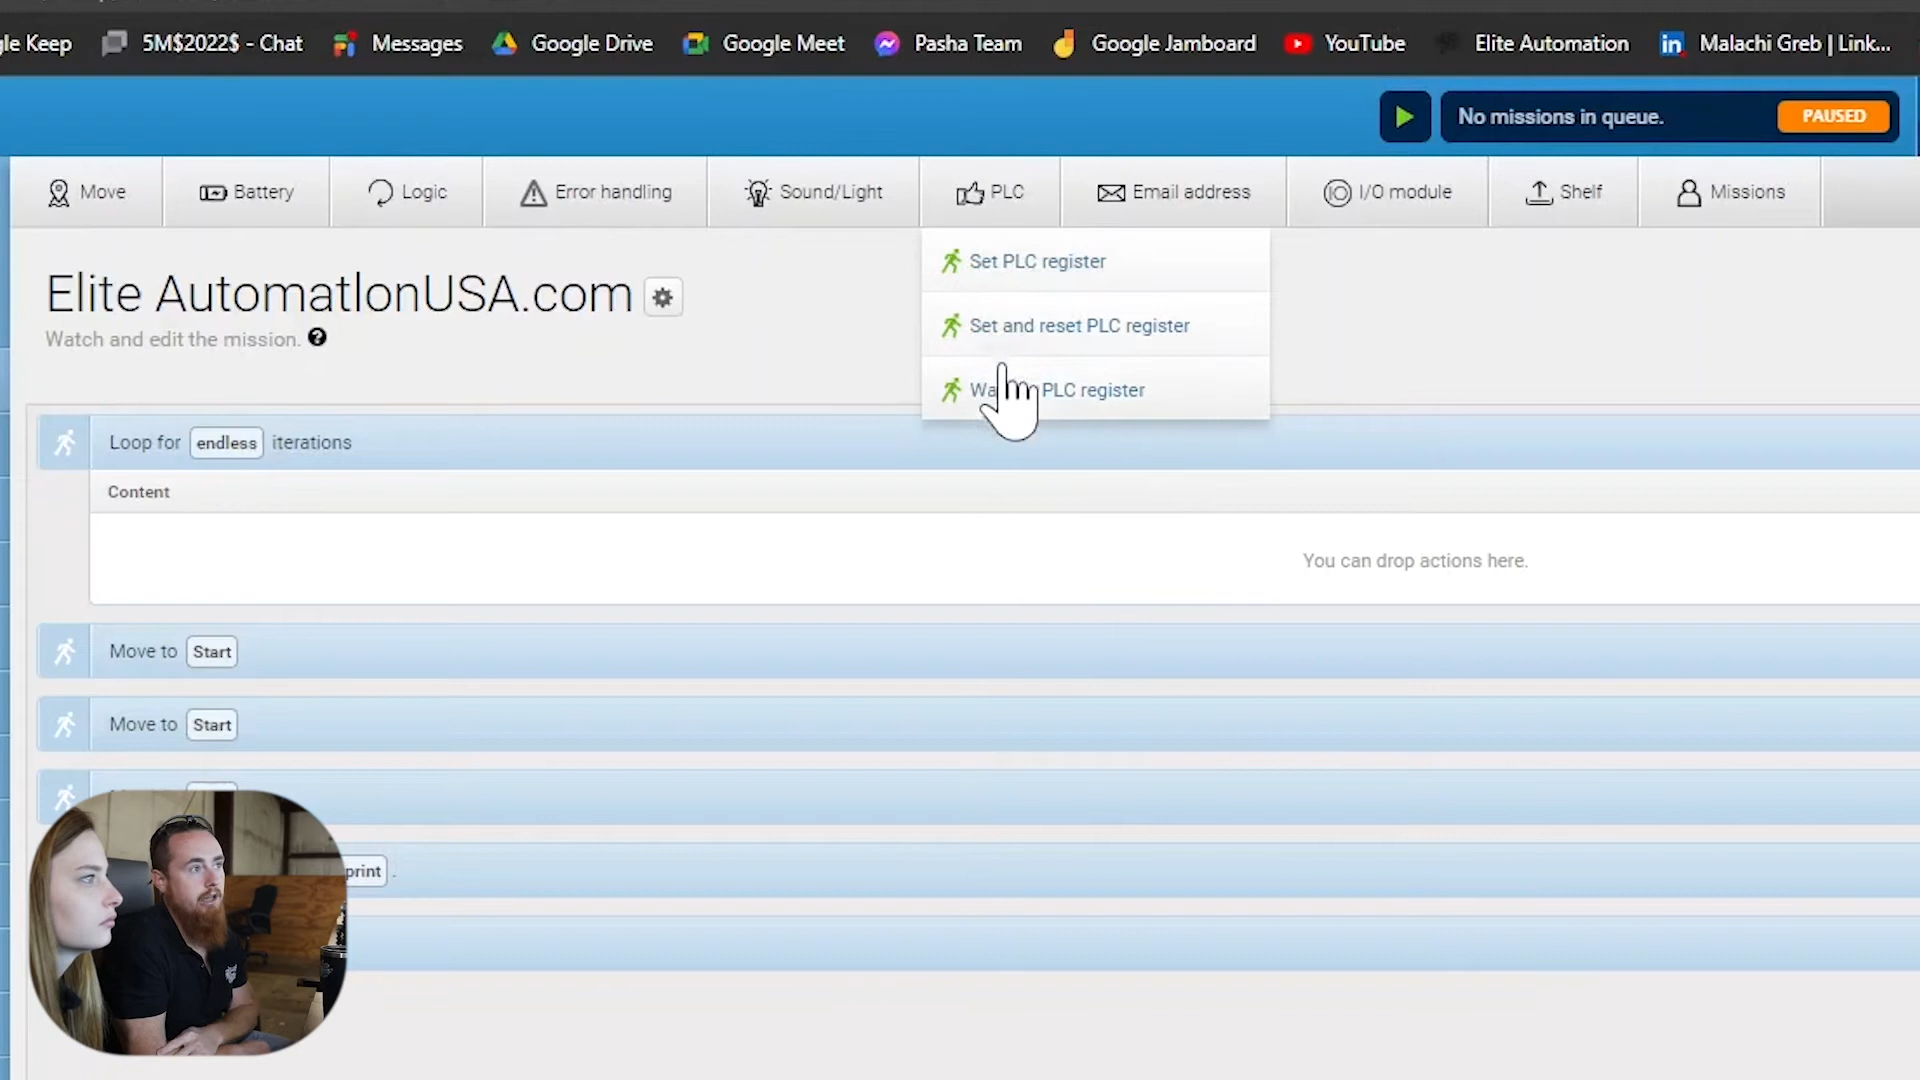 le Keep 5M$2022$ - Chat Messages Google Drive Google Meet Pasha Team Google Jamboard YouTube Elite Automation in Malachi Greb | Link...
No missions in queue. PAUSED
Move Battery Logic Error handling Sound/Light PLC Email address I/O module Shelf Missions
Set PLC register
Elite AutomatIonUSA.com
Set and reset PLC register
Watch and edit the mission. ?
PLC register
Loop for endless iterations
Content
You can drop actions here.
Move to Start
Move to Start
print .